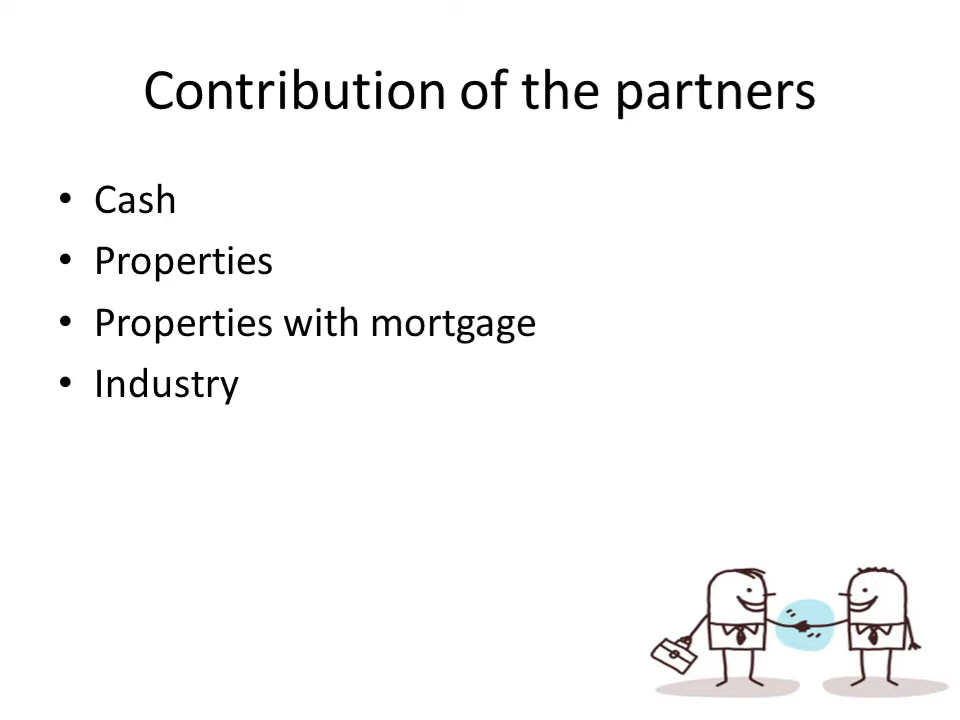 Contribution of the partners
• Cash
• Properties
• Properties with mortgage
• Industry